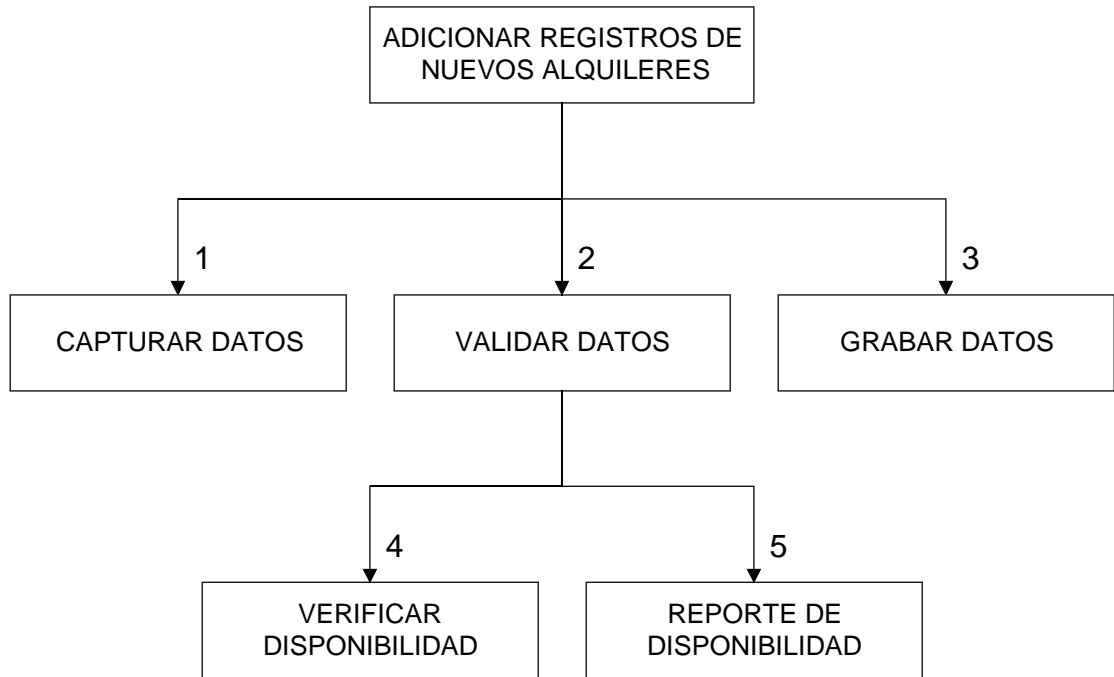 ADICIONAR REGISTROS DE
NUEVOS ALQUILERES
1
2
3
CAPTURAR DATOS
VALIDAR DATOS
GRABAR DATOS
4
5
VERIFICAR
DISPONIBILIDAD
REPORTE DE
DISPONIBILIDAD